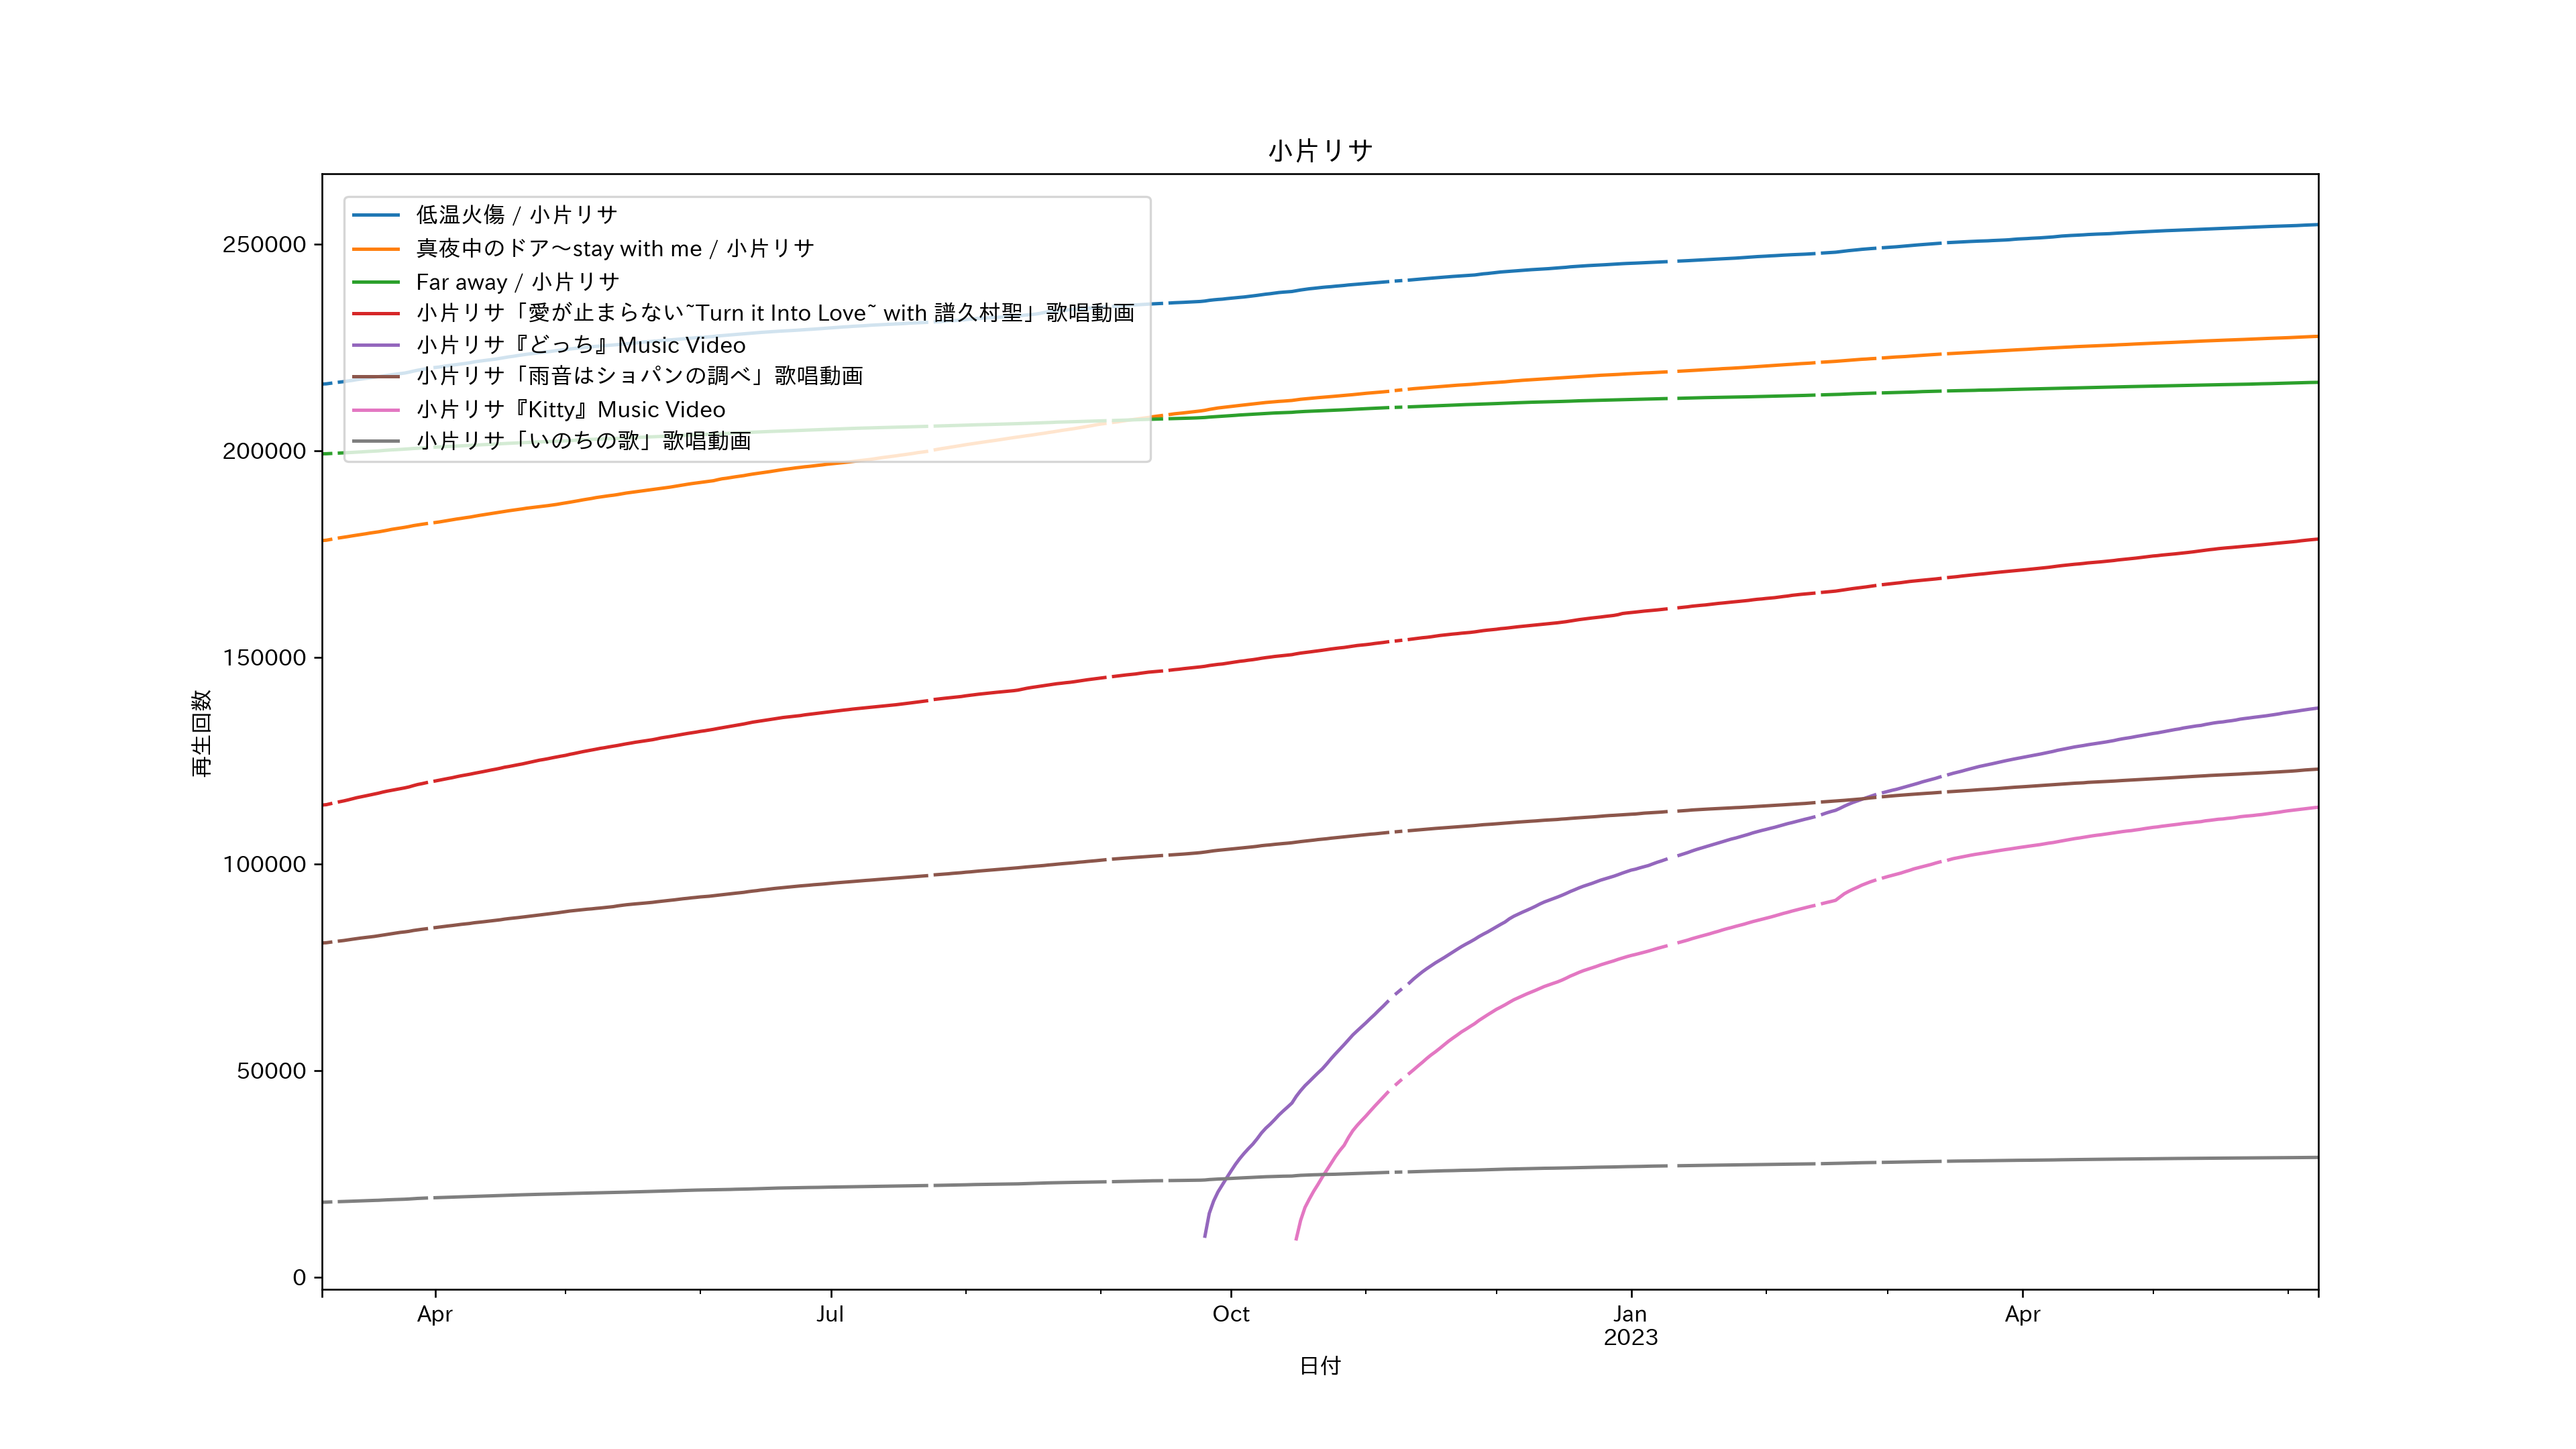 小片リサ
低温火傷 / 小片リサ
真夜中のドア～stay with me / 小片リサ
Far away / 小片リサ
小片リサ「愛が止まらない~Turn it Into Love~ with 譜久村聖」歌唱動画
小片リサ『どっち』Music Video
小片リサ「雨音はショパンの調べ」歌唱動画
小片リサ『Kitty』Music Video
小片リサ「いのちの歌」歌唱動画
250000
200000
150000
100000
50000
0
再生回数
Apr
Jul
Oct
Jan
2023
Apr
日付